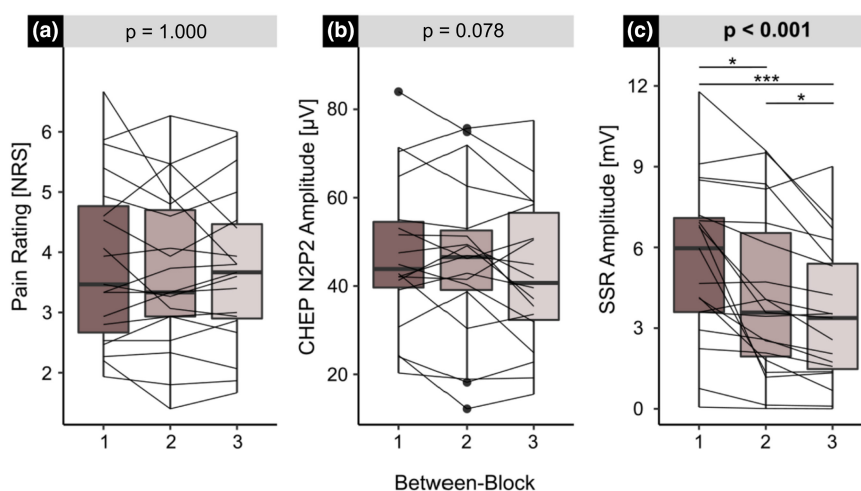 (a) p = 1.000
Pain Rating [NRS]
6
5
4
3
2
1 2 3
(b) p = 0.078
CHEP N2P2 Amplitude [µV]
80
60
40
20
1 2 3
(c) p < 0.001
SSR Amplitude [mV]
*
***
*
12
9
6
3
0
1 2 3
Between-Block